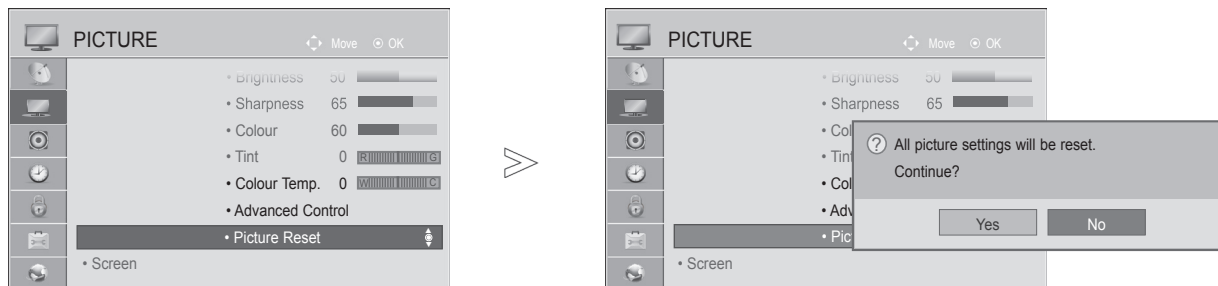 PICTURE
Move ⊙ OK
• Brightness 50
• Sharpness 65
• Colour 60
• Tint 0 R G
• Colour Temp. 0 W C
• Advanced Control
• Picture Reset
• Screen
PICTURE
Move ⊙ OK
• Brightness 50
• Sharpness 65
• Col
• Tint
• Col
• Adv
• Pic
• Screen
? All picture settings will be reset.
Continue?
Yes No